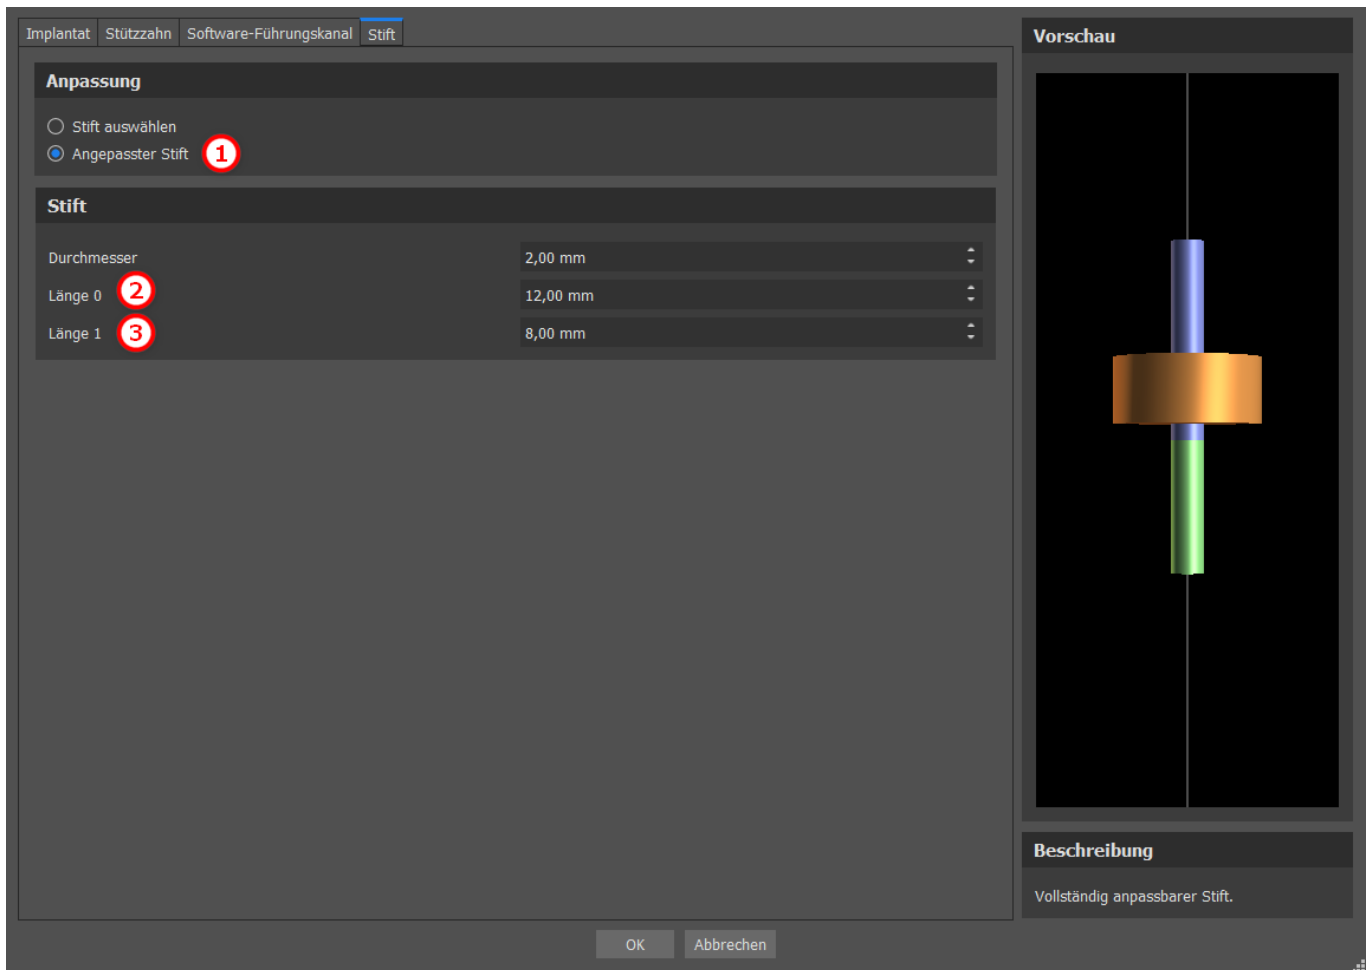 Implantat Stützzahn Software-Führungskanal Stift
Anpassung
Stift auswählen
Angepasster Stift 1
Stift
Durchmesser 2,00 mm
Länge 0 2 12,00 mm
Länge 1 3 8,00 mm
OK Abbrechen
Vorschau
Beschreibung
Vollständig anpassbarer Stift.